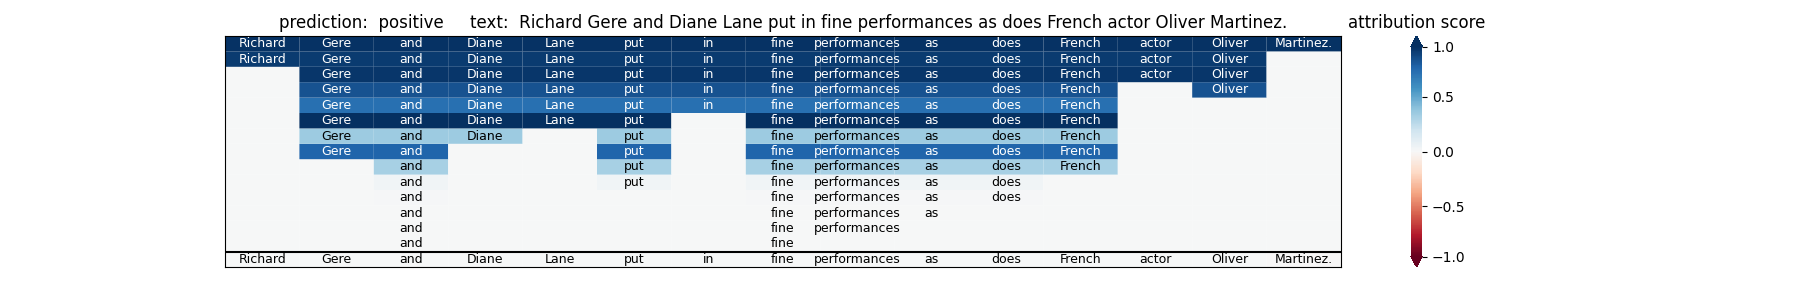 prediction: positive text: Richard Gere and Diane Lane put in fine performances as does French actor Oliver Martinez. attribution score
Richard Gere and Diane Lane put in fine performances as does French actor Oliver Martinez. 1.0
Richard Gere and Diane Lane put in fine performances as does French actor Oliver
Gere and Diane Lane put in fine performances as does French actor Oliver
Gere and Diane Lane put in fine performances as does French Oliver
Gere and Diane Lane put in fine performances as does French 0.5
Gere and Diane Lane put fine performances as does French
Gere and Diane put fine performances as does French
Gere and put fine performances as does French 0.0
and put fine performances as does French
and put fine performances as does
and fine performances as does
and fine performances as −0.5
and fine performances
and fine
Richard Gere and Diane Lane put in fine performances as does French actor Oliver Martinez. −1.0